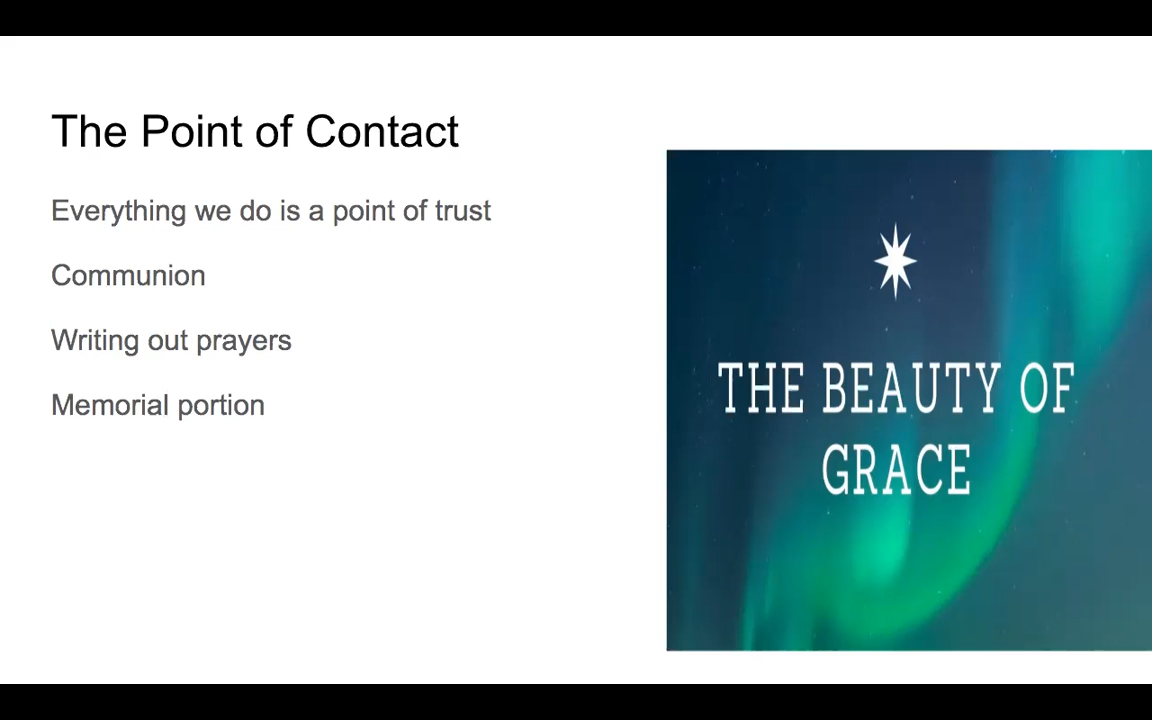 The Point of Contact
Everything we do is a point of trust
Communion
Writing out prayers
Memorial portion
THE BEAUTY OF
GRACE